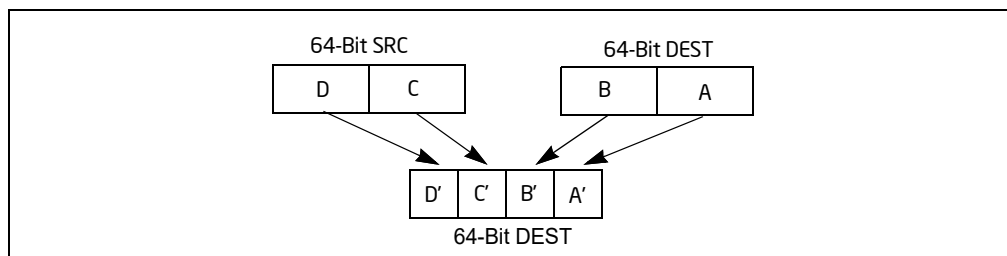 64-Bit SRC 64-Bit DEST
D C B A
D’ C’ B’ A’
64-Bit DEST